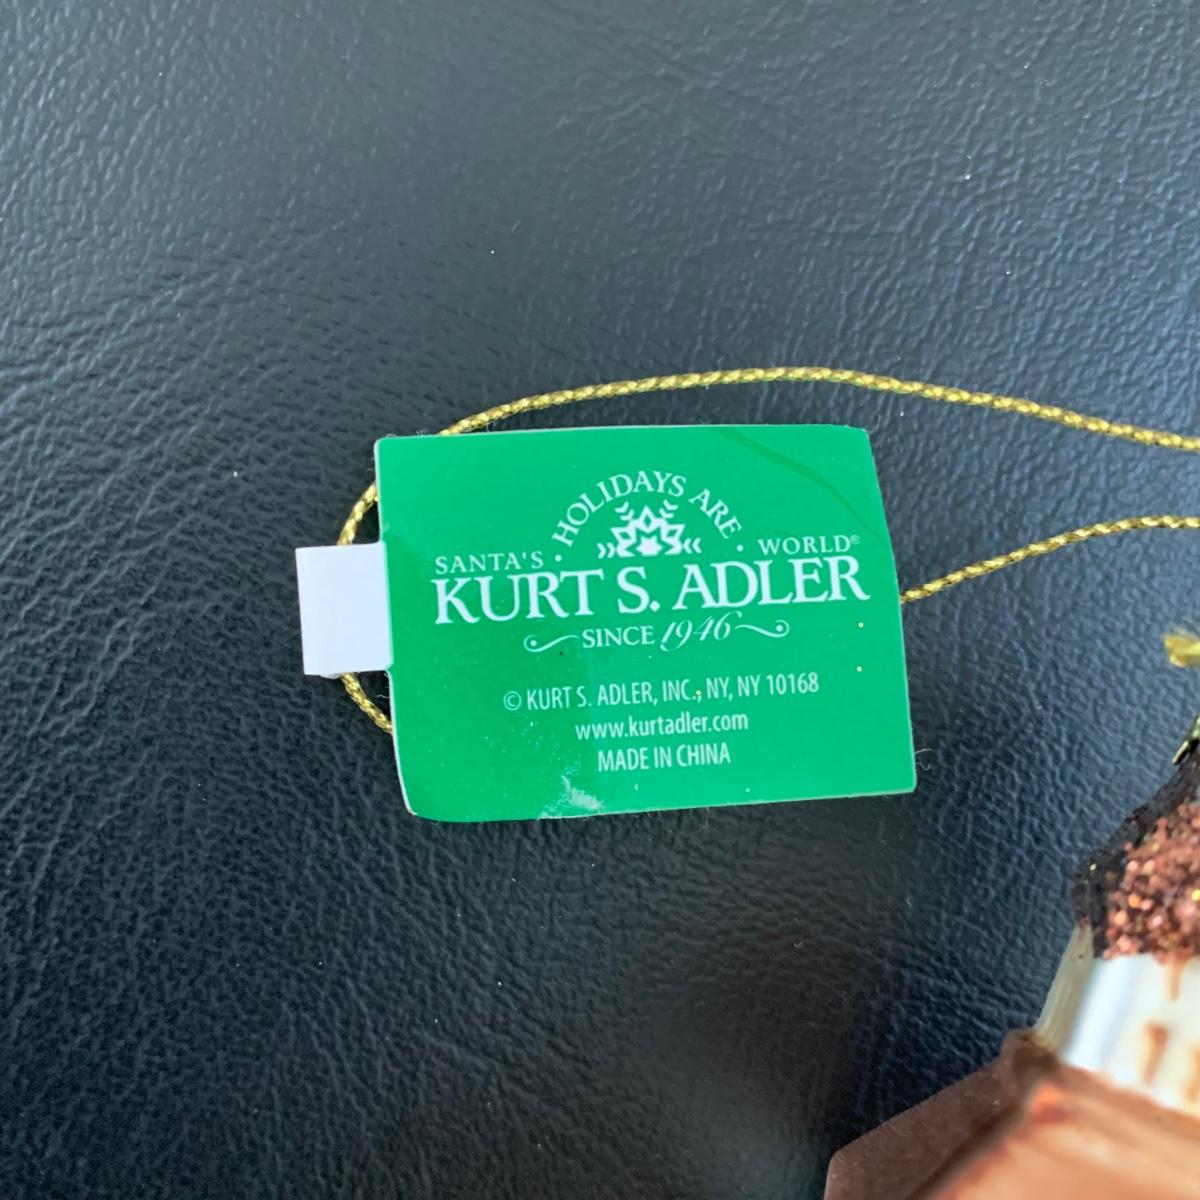 HOLIDAYS ARE
SANTA'S · · WORLD®
KURT S. ADLER
SINCE 1946
© KURT S. ADLER, INC., NY, NY 10168
www.kurtadler.com
MADE IN CHINA